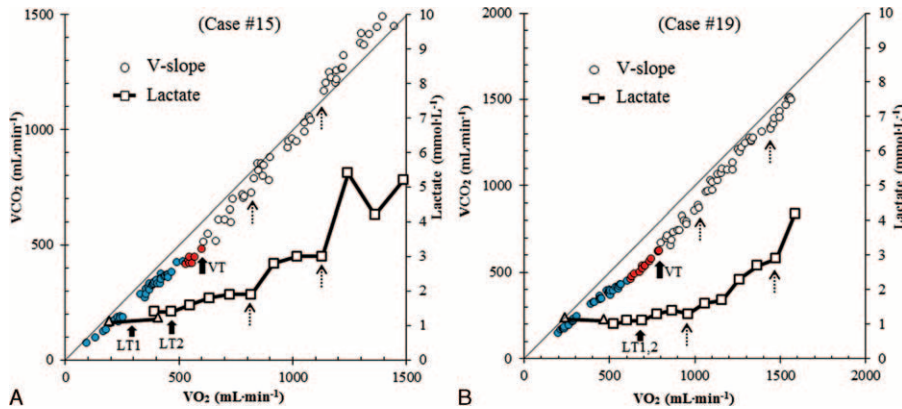 (Case #15)
V-slope
Lactate
VCO₂ (mL·min⁻¹)
1500
1000
500
0
10
9
8
7
6
5
4
3
2
1
0
Lactate (mmol·L⁻¹)
VT
LT1
LT2
0
500
1000
1500
VO₂ (mL·min⁻¹)
A
(Case #19)
V-slope
Lactate
VCO₂ (mL·min⁻¹)
2000
1500
1000
500
0
10
9
8
7
6
5
4
3
2
1
0
Lactate (mmol·L⁻¹)
VT
LT1,2
0
500
1000
1500
2000
VO₂ (mL·min⁻¹)
B